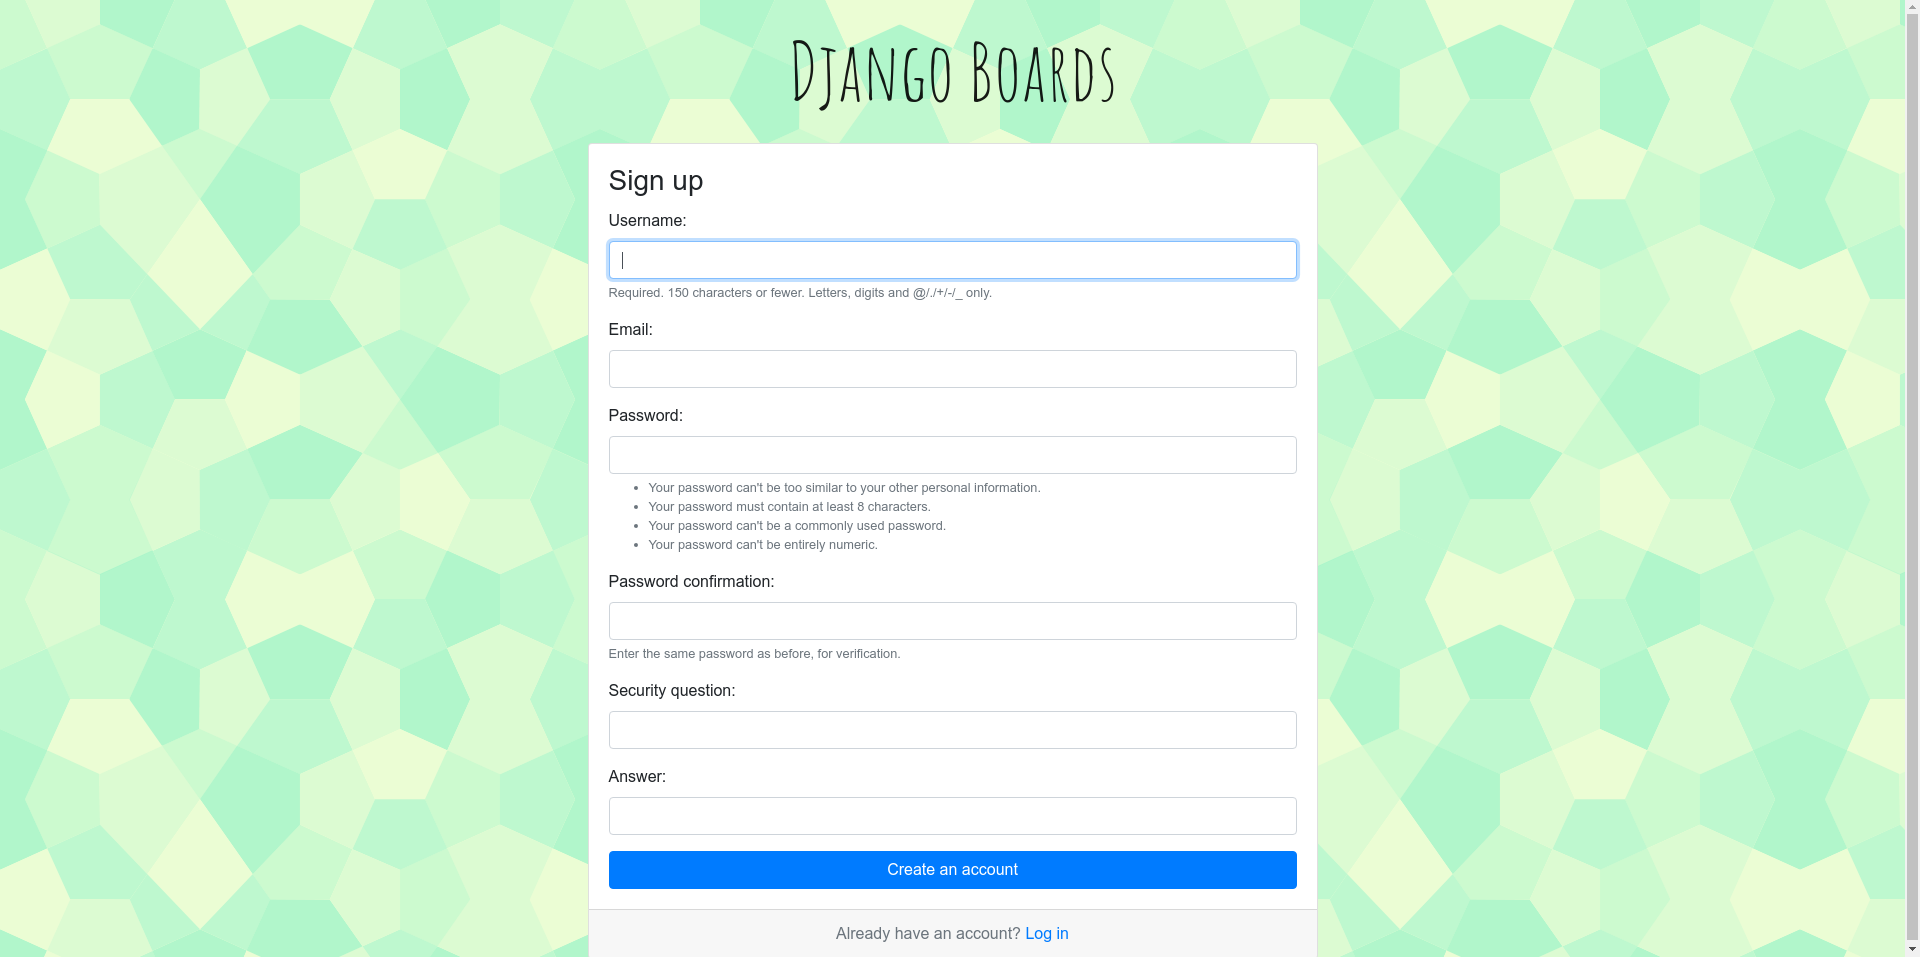 Django Boards
Sign up
Username:
Required. 150 characters or fewer. Letters, digits and @/./+/-/_ only.
Email:
Password:
Your password can't be too similar to your other personal information.
Your password must contain at least 8 characters.
Your password can't be a commonly used password.
Your password can't be entirely numeric.
Password confirmation:
Enter the same password as before, for verification.
Security question:
Answer:
Create an account
Already have an account? Log in